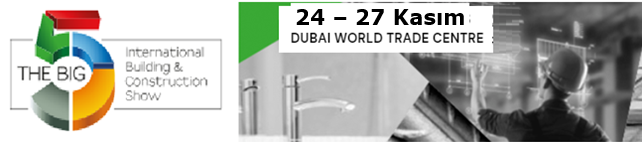 THE BIG 5
International
Building &
Construction
Show
24 – 27 Kasım
DUBAI WORLD TRADE CENTRE